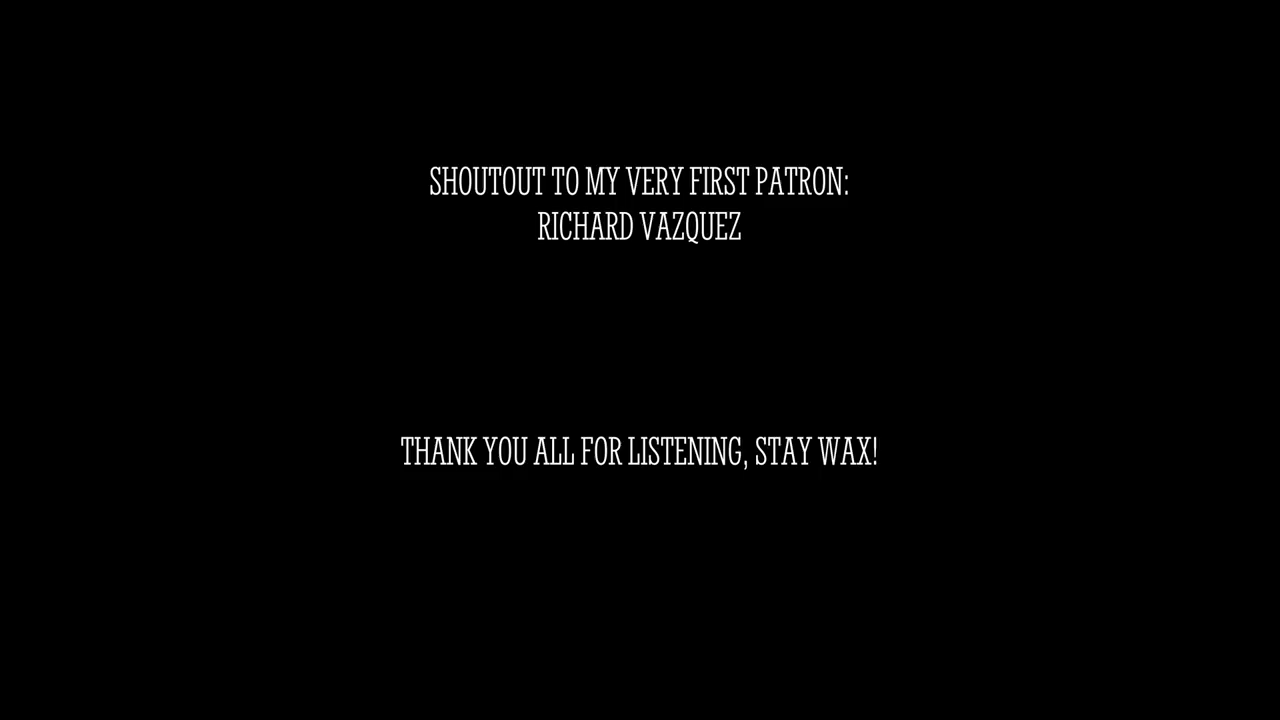 SHOUTOUT TO MY VERY FIRST PATRON:
RICHARD VAZQUEZ
THANK YOU ALL FOR LISTENING, STAY WAX!